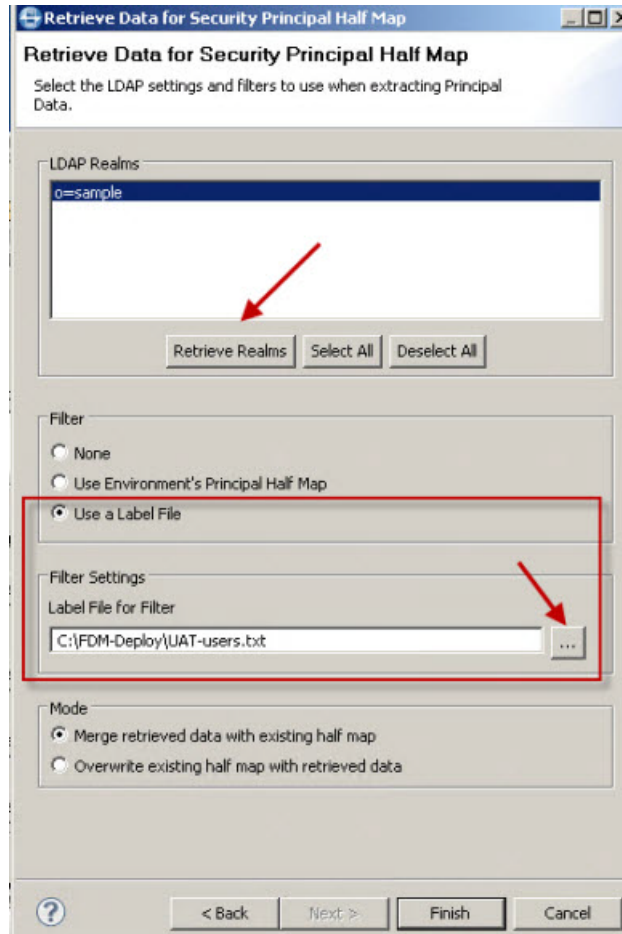 Retrieve Data for Security Principal Half Map
Retrieve Data for Security Principal Half Map
Select the LDAP settings and filters to use when extracting Principal
Data.
LDAP Realms
o=sample
Retrieve Realms Select All Deselect All
Filter
None
Use Environment's Principal Half Map
Use a Label File
Filter Settings
Label File for Filter
C:\FDM-Deploy\UAT-users.txt ...
Mode
Merge retrieved data with existing half map
Overwrite existing half map with retrieved data
? < Back Next > Finish Cancel